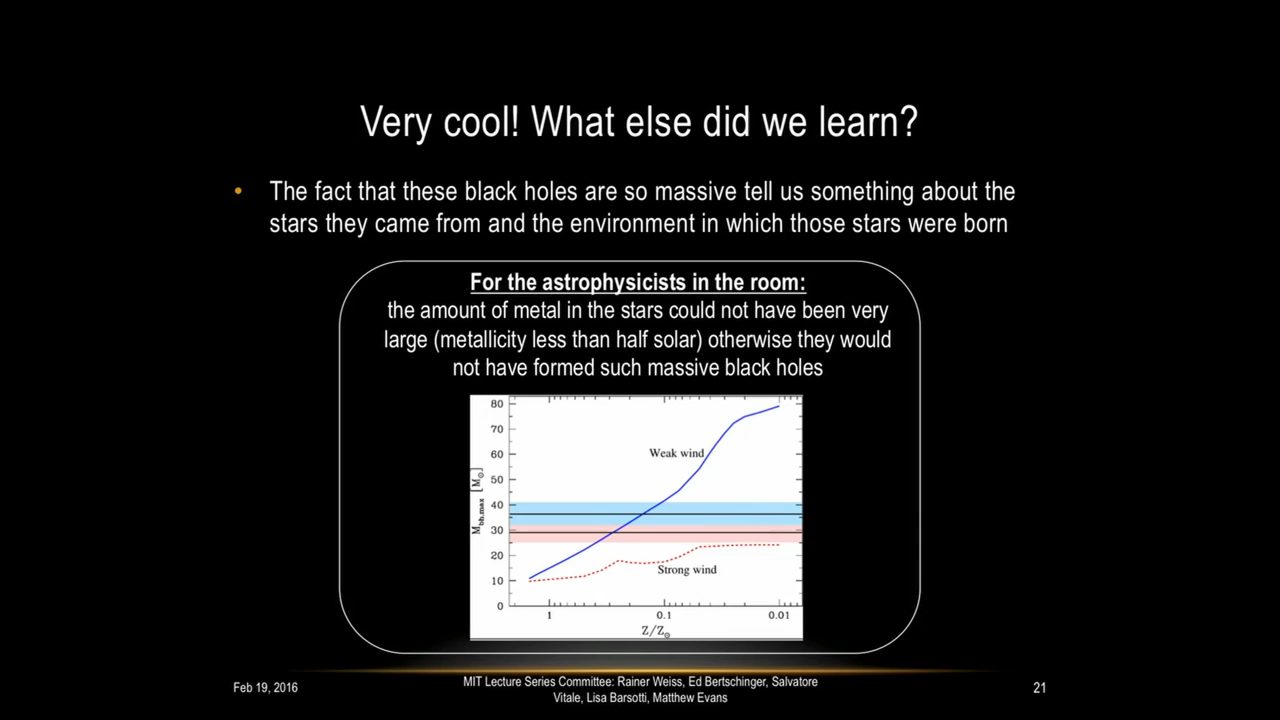 Very cool! What else did we learn?
• The fact that these black holes are so massive tell us something about the
stars they came from and the environment in which those stars were born
For the astrophysicists in the room:
the amount of metal in the stars could not have been very
large (metallicity less than half solar) otherwise they would
not have formed such massive black holes
80
70
60
50
40
30
20
10
0
M_bh,max [M_⊙]
Weak wind
Strong wind
1 0.1 0.01
Z/Z_⊙
Feb 19, 2016
MIT Lecture Series Committee: Rainer Weiss, Ed Bertschinger, Salvatore
Vitale, Lisa Barsotti, Matthew Evans
21